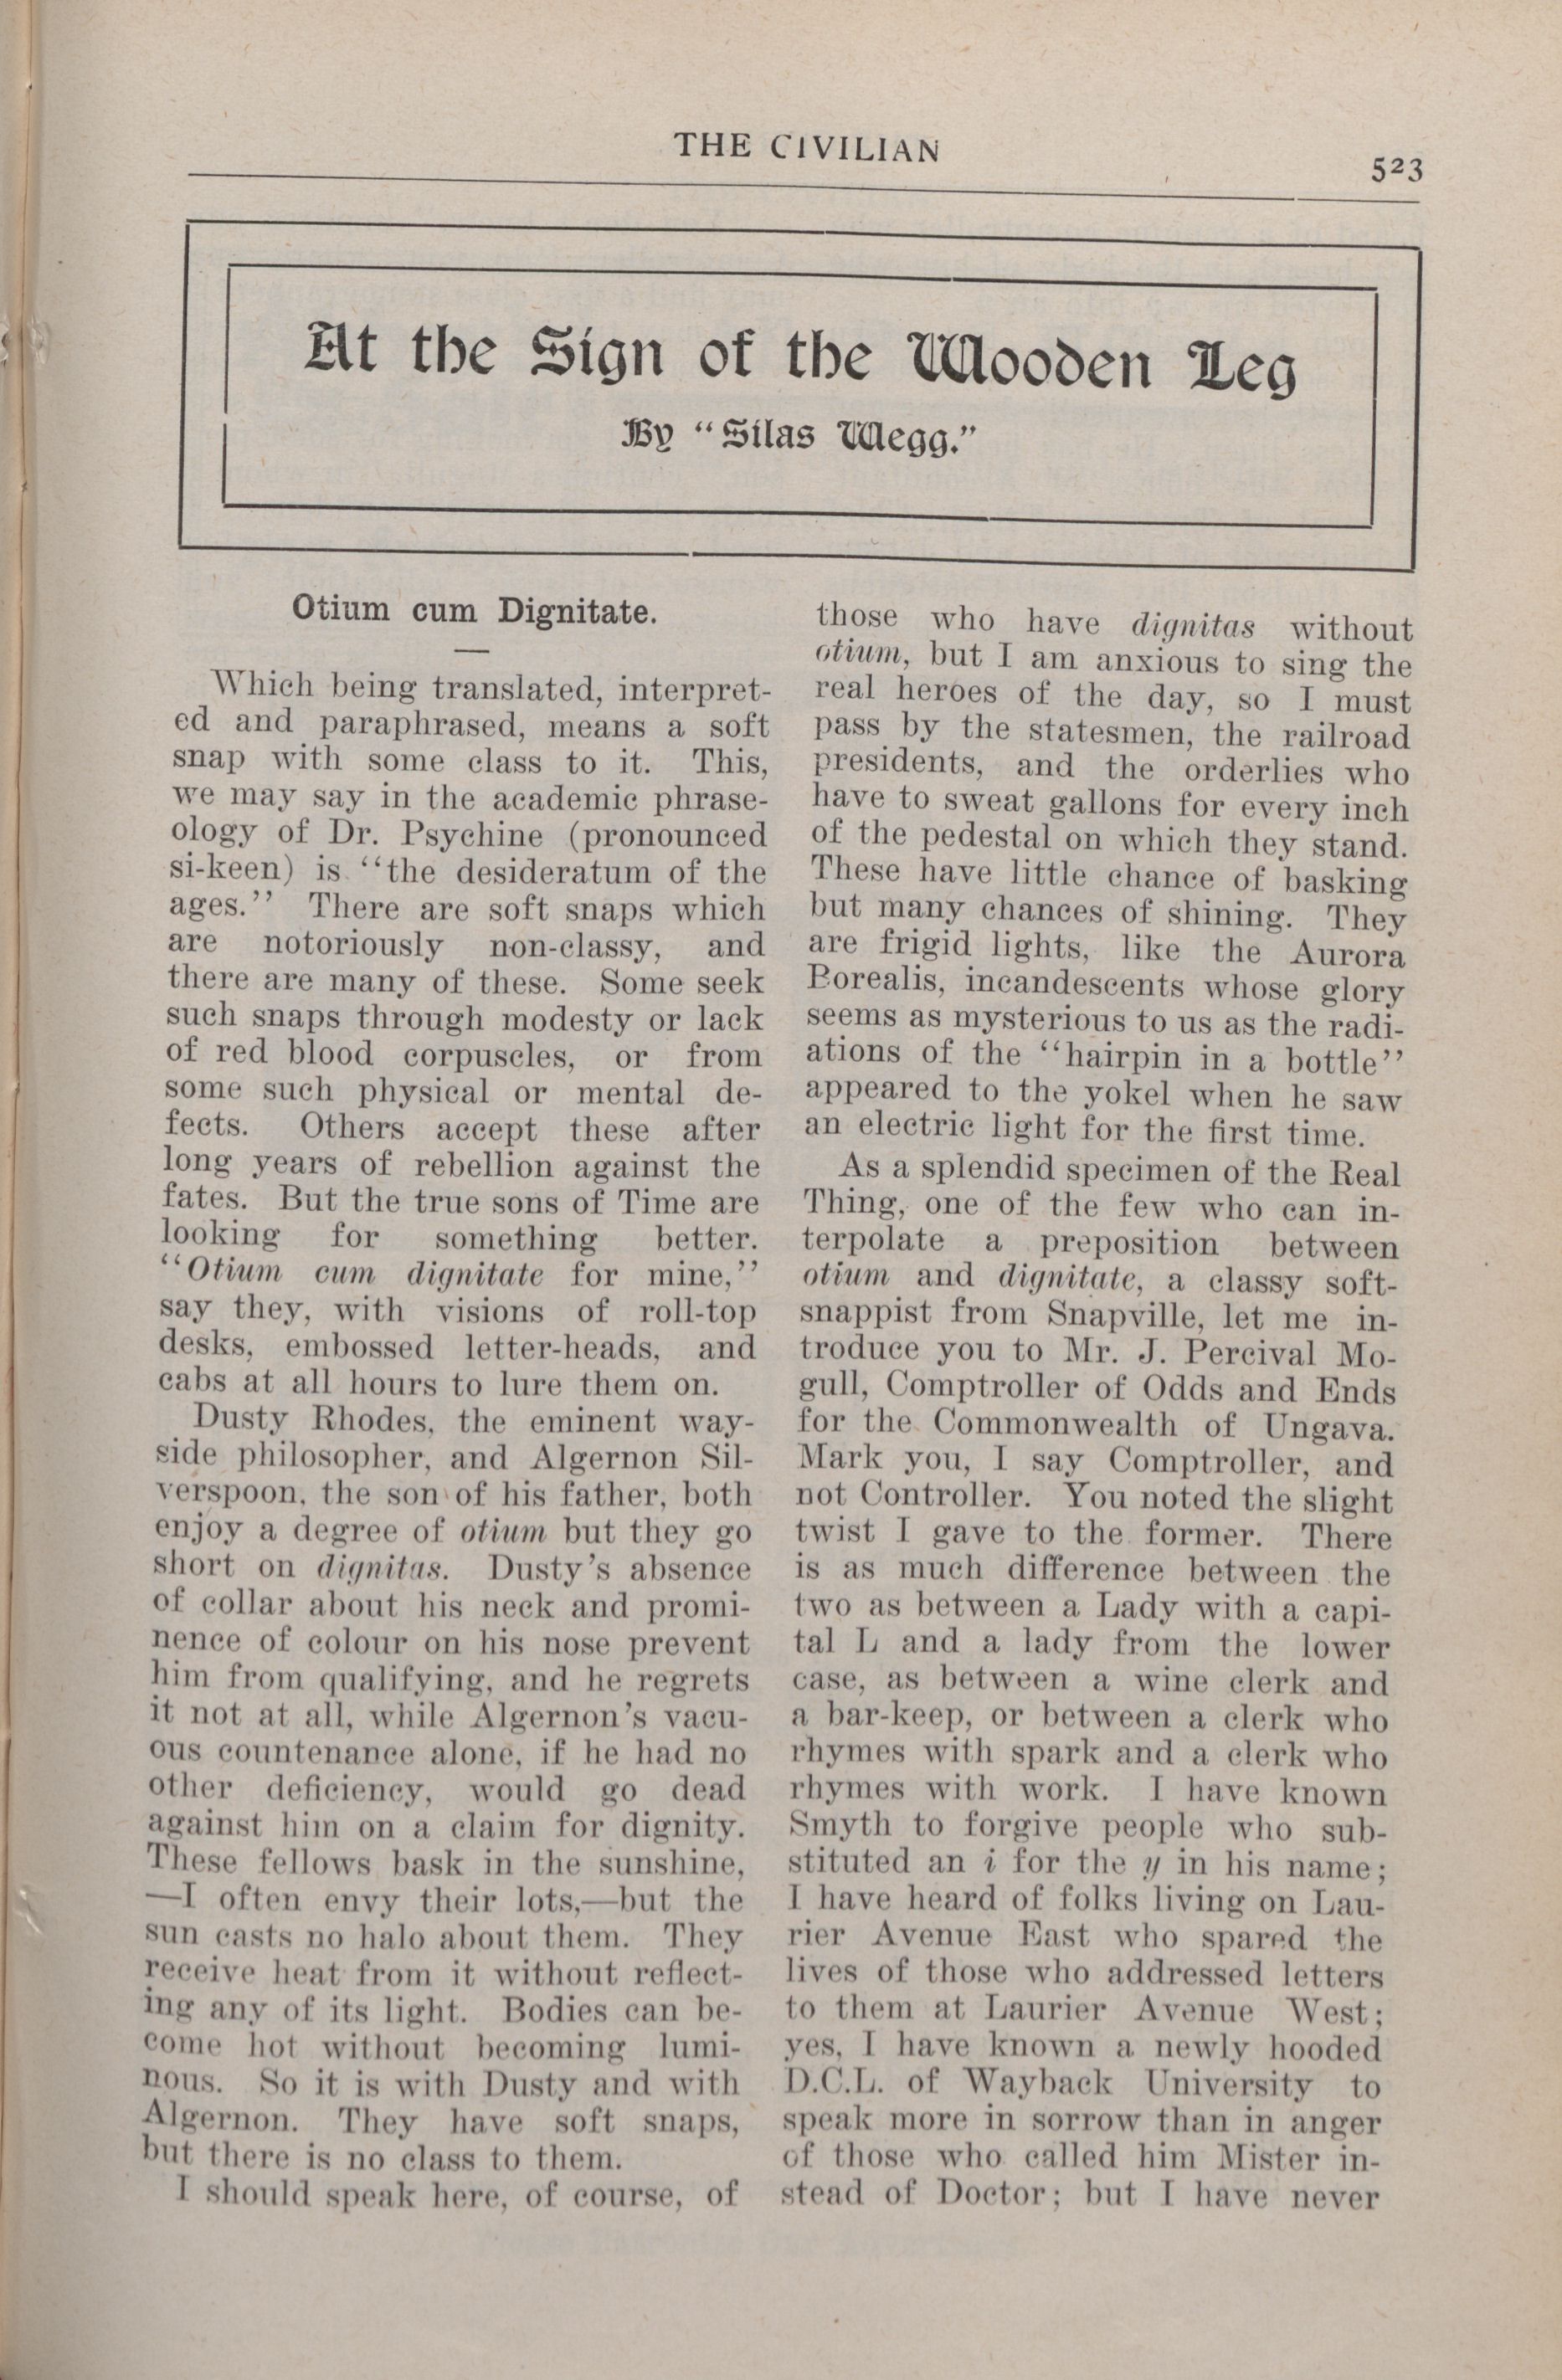 THE CIVILIAN
523
At the Sign of the Wooden Leg
By "Silas Wegg."
Otium cum Dignitate.
Which being translated, interpret-
ed and paraphrased, means a soft
snap with some class to it. This,
we may say in the academic phrase-
ology of Dr. Psychine (pronounced
si-keen) is "the desideratum of the
ages." There are soft snaps which
are notoriously non-classy, and
there are many of these. Some seek
such snaps through modesty or lack
of red blood corpuscles, or from
some such physical or mental de-
fects. Others accept these after
long years of rebellion against the
fates. But the true sons of Time are
looking for something better.
"Otium cum dignitate for mine,"
say they, with visions of roll-top
desks, embossed letter-heads, and
cabs at all hours to lure them on.
Dusty Rhodes, the eminent way-
side philosopher, and Algernon Sil-
verspoon, the son of his father, both
enjoy a degree of otium but they go
short on dignitas. Dusty's absence
of collar about his neck and promi-
nence of colour on his nose prevent
him from qualifying, and he regrets
it not at all, while Algernon's vacu-
ous countenance alone, if he had no
other deficiency, would go dead
against him on a claim for dignity.
These fellows bask in the sunshine,
—I often envy their lots,—but the
sun casts no halo about them. They
receive heat from it without reflect-
ing any of its light. Bodies can be-
come hot without becoming lumi-
nous. So it is with Dusty and with
Algernon. They have soft snaps,
but there is no class to them.
I should speak here, of course, of
those who have dignitas without
otium, but I am anxious to sing the
real heroes of the day, so I must
pass by the statesmen, the railroad
presidents, and the orderlies who
have to sweat gallons for every inch
of the pedestal on which they stand.
These have little chance of basking
but many chances of shining. They
are frigid lights, like the Aurora
Borealis, incandescents whose glory
seems as mysterious to us as the radi-
ations of the "hairpin in a bottle"
appeared to the yokel when he saw
an electric light for the first time.
As a splendid specimen of the Real
Thing, one of the few who can in-
terpolate a preposition between
otium and dignitate, a classy soft-
snappist from Snapville, let me in-
troduce you to Mr. J. Percival Mo-
gull, Comptroller of Odds and Ends
for the Commonwealth of Ungava.
Mark you, I say Comptroller, and
not Controller. You noted the slight
twist I gave to the former. There
is as much difference between the
two as between a Lady with a capi-
tal L and a lady from the lower
case, as between a wine clerk and
a bar-keep, or between a clerk who
rhymes with spark and a clerk who
rhymes with work. I have known
Smyth to forgive people who sub-
stituted an i for the y in his name;
I have heard of folks living on Lau-
rier Avenue East who spared the
lives of those who addressed letters
to them at Laurier Avenue West;
yes, I have known a newly hooded
D.C.L. of Wayback University to
speak more in sorrow than in anger
of those who called him Mister in-
stead of Doctor; but I have never